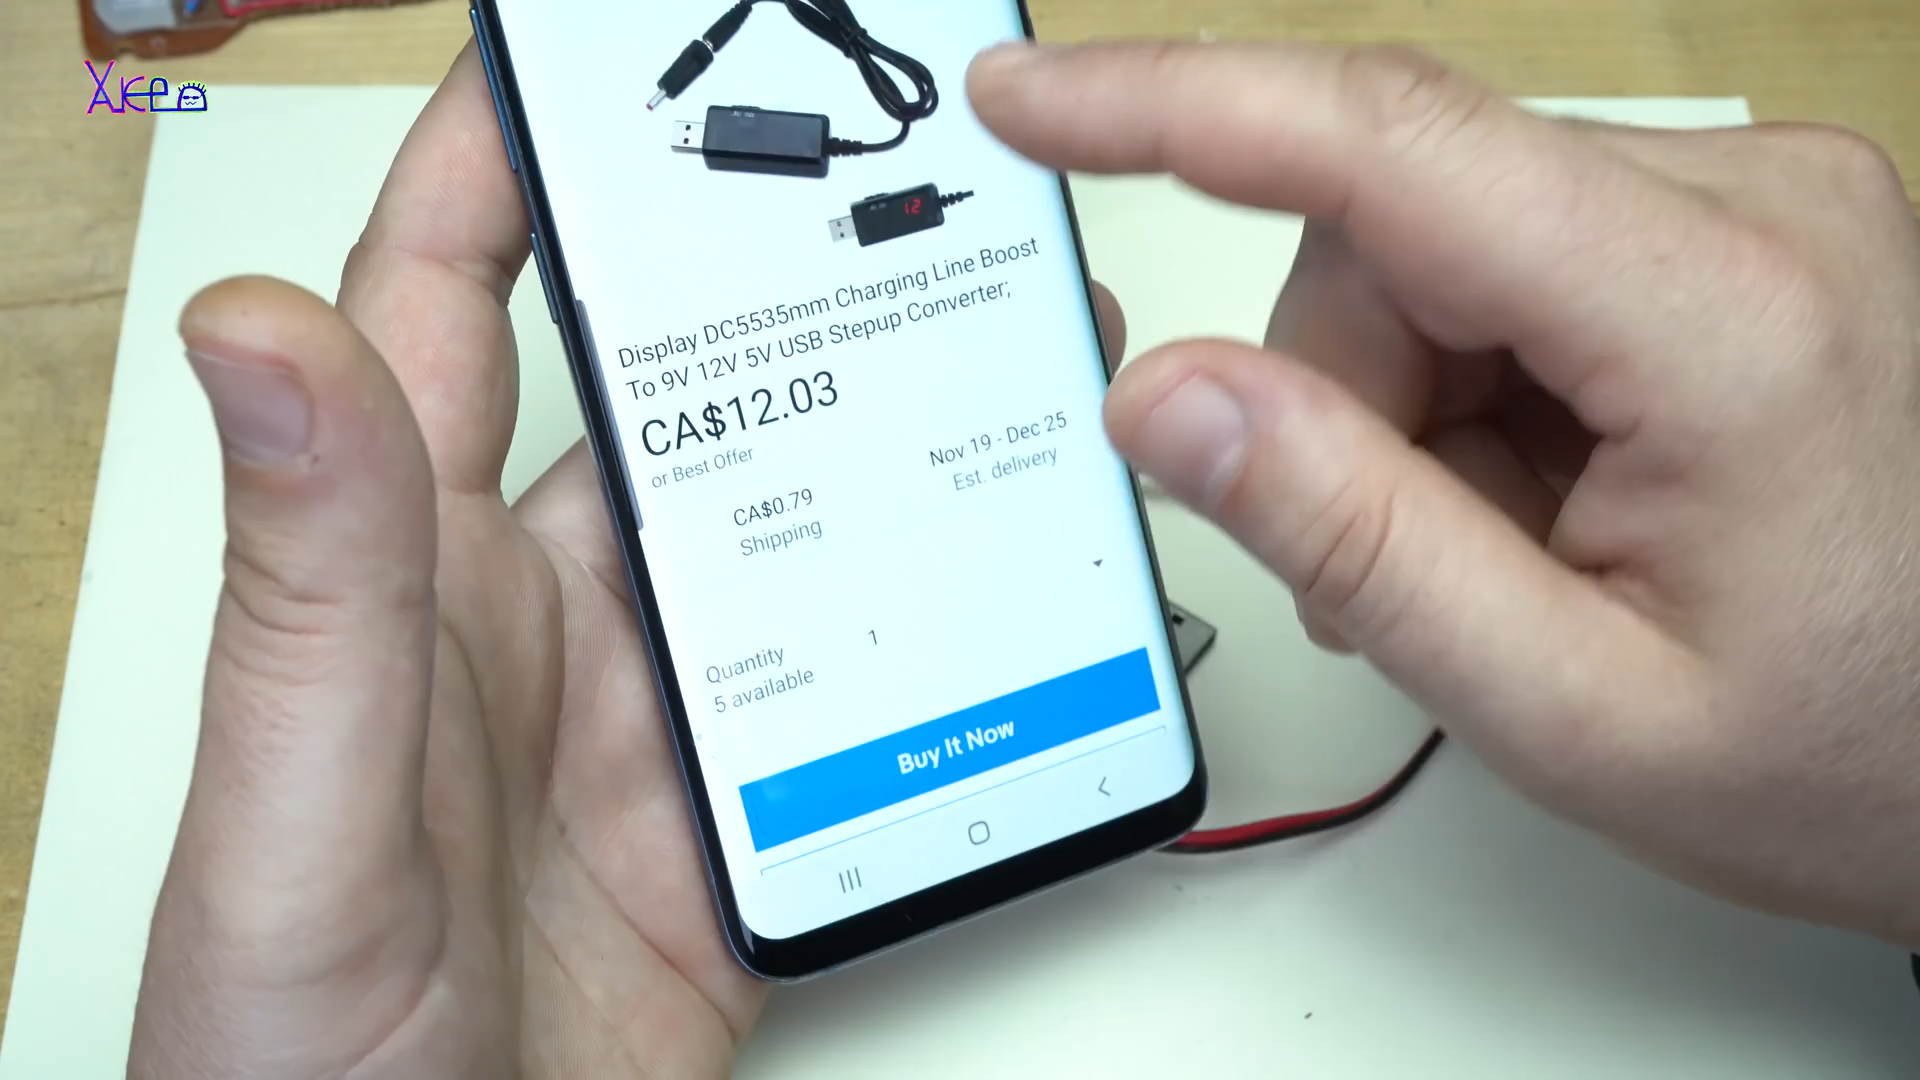 Xkee
12
Display DC5535mm Charging Line Boost
To 9V 12V 5V USB Stepup Converter;
CA$12.03
or Best Offer
CA$0.79
Shipping
Nov 19 - Dec 25
Est. delivery
Quantity
1
5 available
Buy It Now